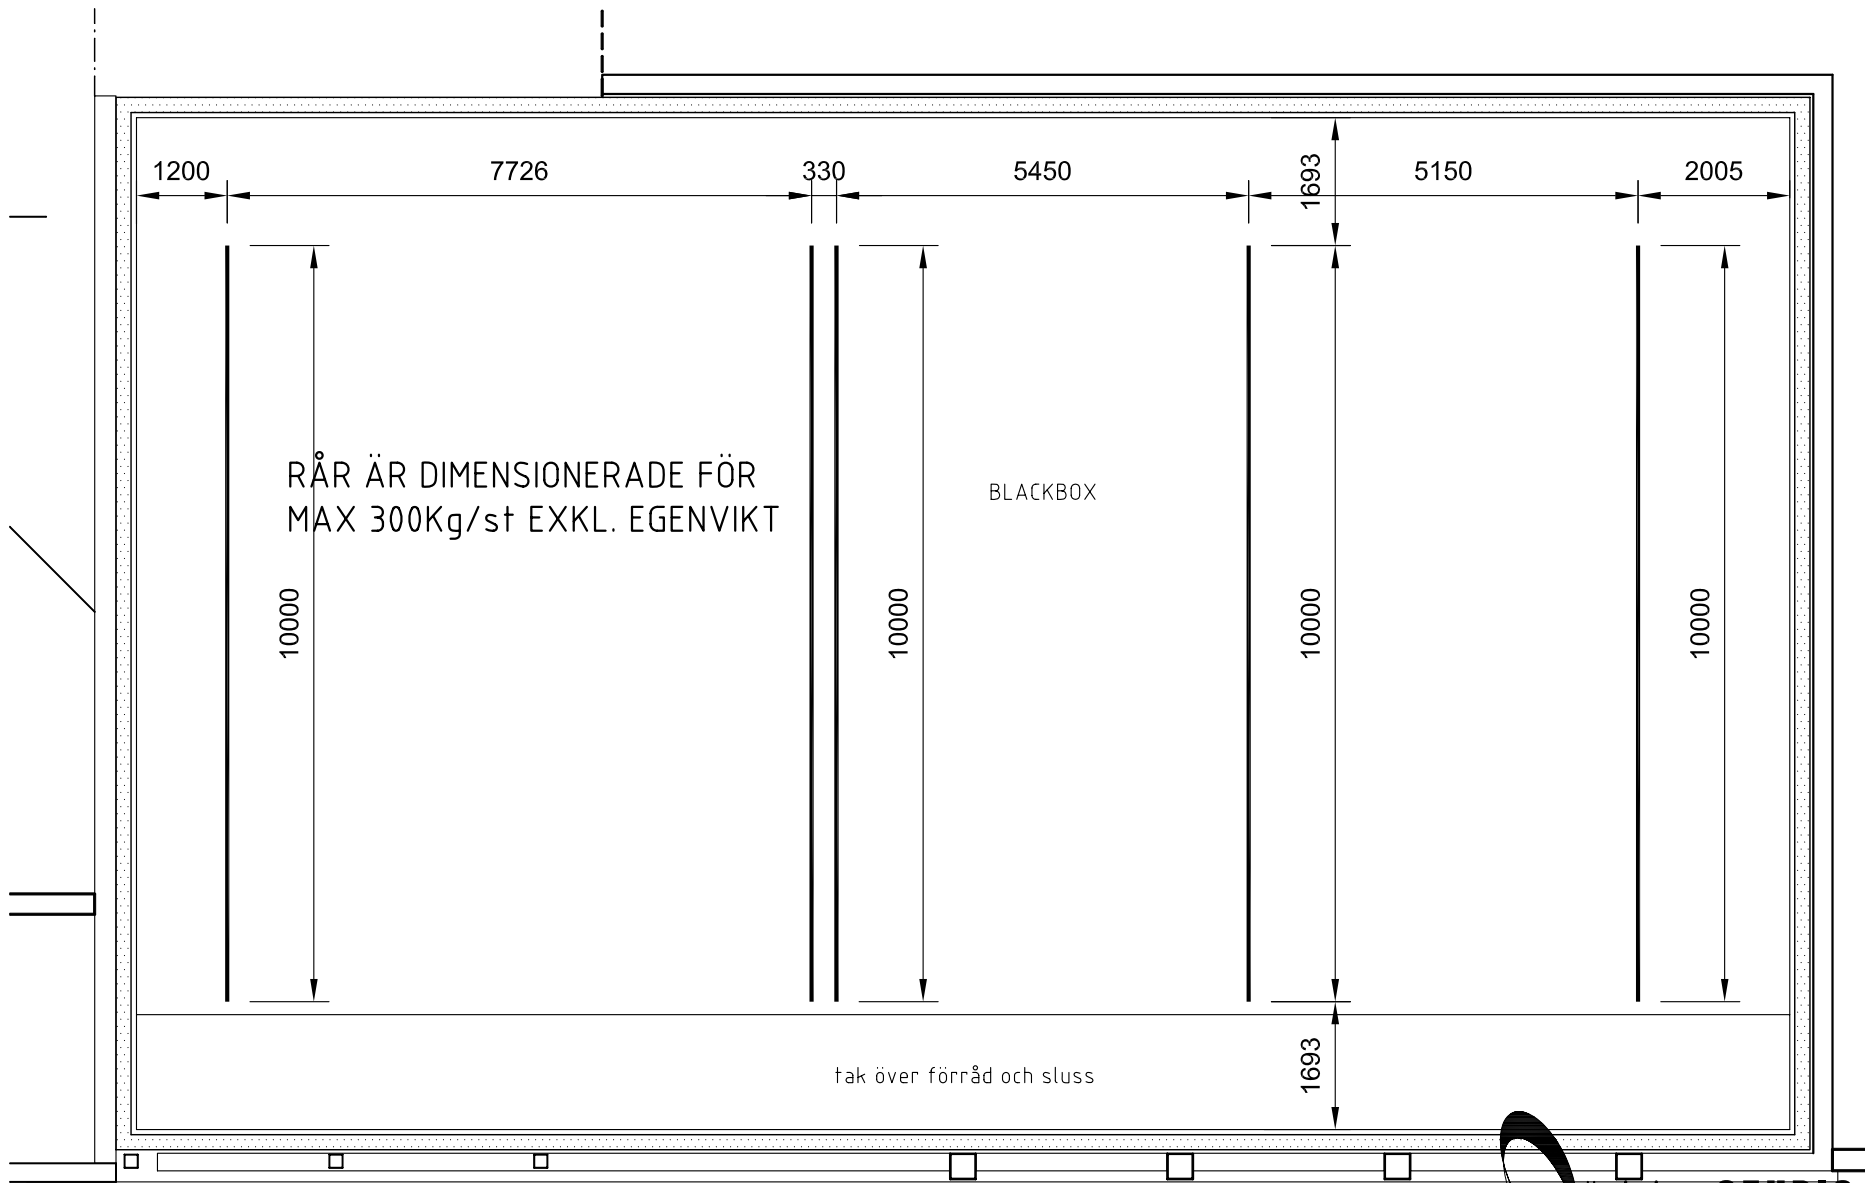 1200 7726 330 5450 5150 2005
1693
RÅR ÄR DIMENSIONERADE FÖR
MAX 300Kg/st EXKL. EGENVIKT
BLACKBOX
10000 10000 10000 10000
1693
tak över förråd och sluss